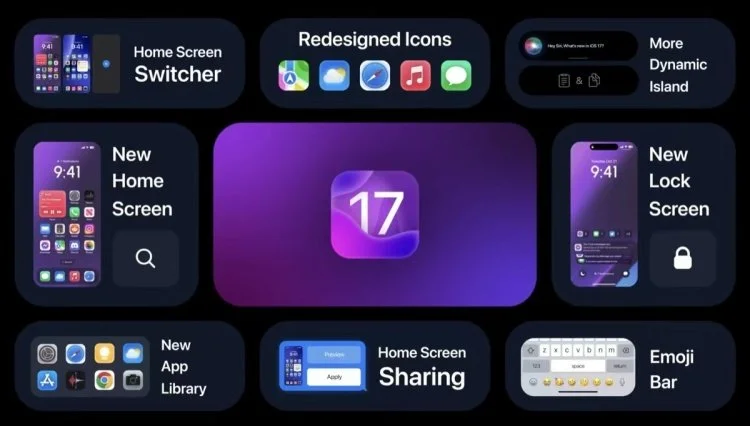 Home Screen
Switcher
Redesigned Icons
Hey Siri, What's new in iOS 17?
&
More
Dynamic
Island
9:41
New
Home
Screen
17
9:41
New
Lock
Screen
New
App
Library
Preview
Apply
Home Screen
Sharing
z x c v b n m
123 space return
Emoji
Bar